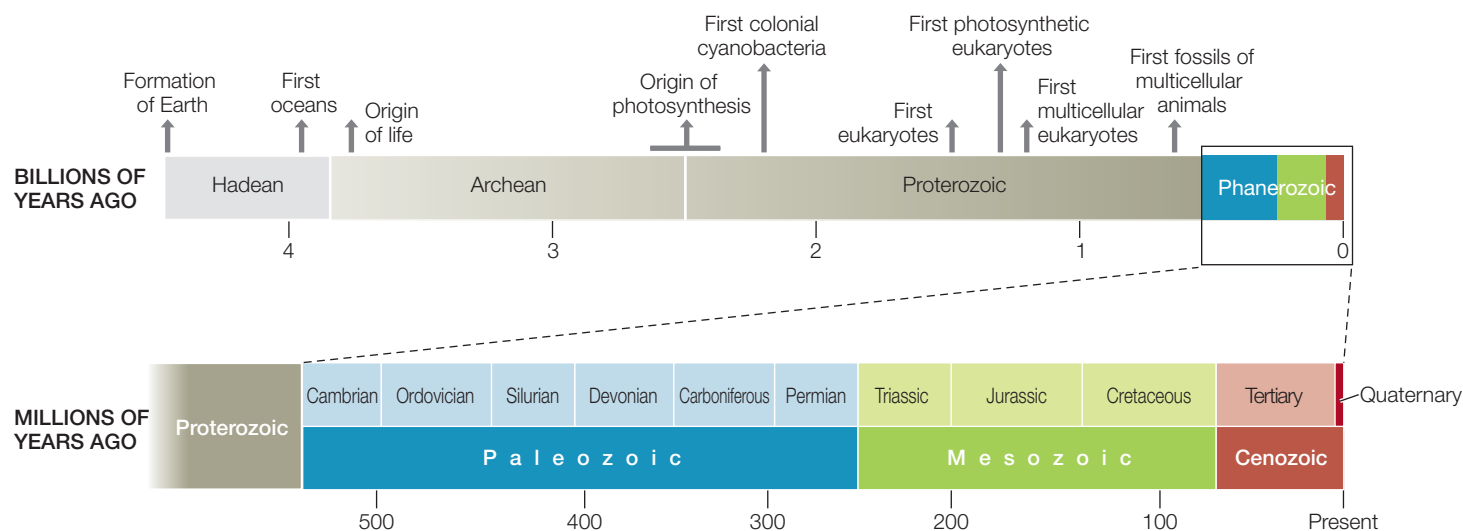 First colonial
cyanobacteria
First photosynthetic
eukaryotes
First fossils of
multicellular
animals
Formation
of Earth
First
oceans
Origin
of life
Origin of
photosynthesis
First
eukaryotes
First
multicellular
eukaryotes
BILLIONS OF
YEARS AGO
Hadean
Archean
Proterozoic
Phanerozoic
4
3
2
1
0
MILLIONS OF
YEARS AGO
Proterozoic
Cambrian
Ordovician
Silurian
Devonian
Carboniferous
Permian
Triassic
Jurassic
Cretaceous
Tertiary
Quaternary
Paleozoic
Mesozoic
Cenozoic
500
400
300
200
100
Present